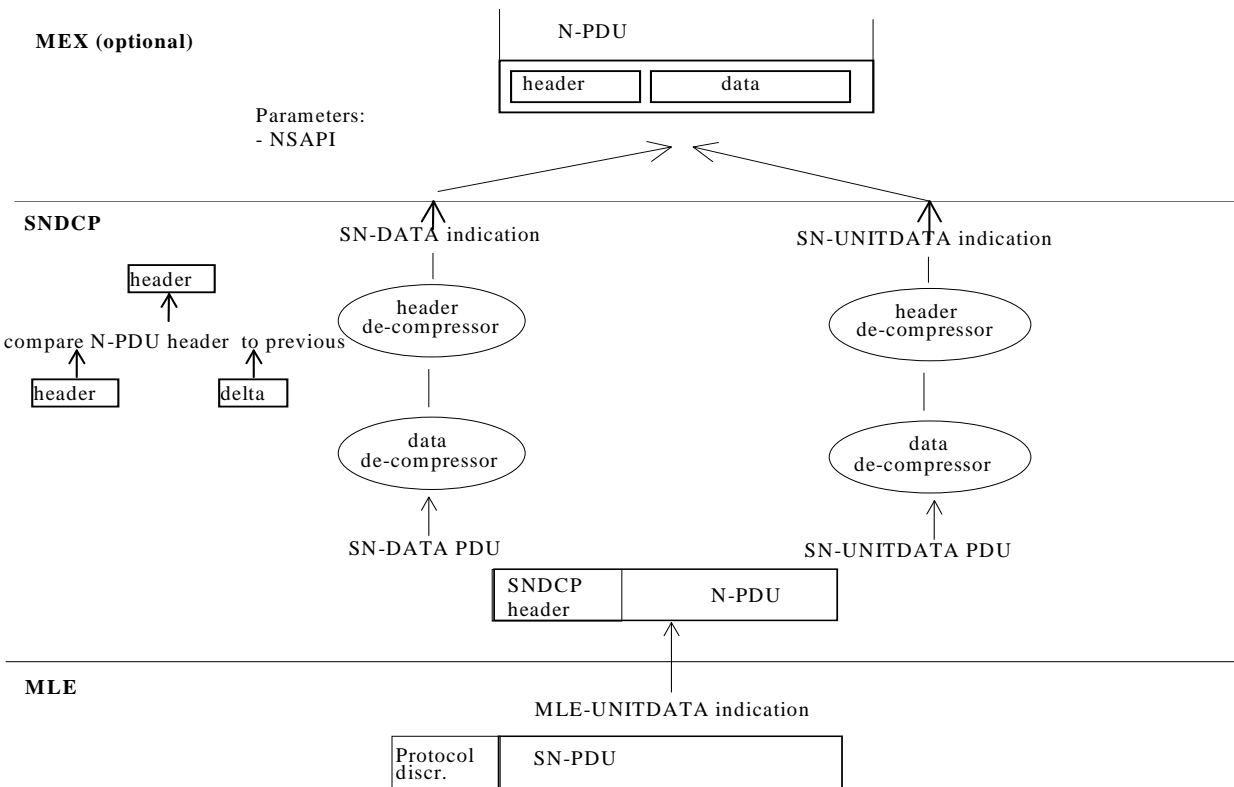 N-PDU
MEX (optional)
header
data
Parameters:
- NSAPI
SNDCP
SN-DATA indication
SN-UNITDATA indication
header
header
de-compressor
header
de-compressor
compare N-PDU header to previous
header
delta
data
de-compressor
data
de-compressor
SN-DATA PDU
SN-UNITDATA PDU
SNDCP
header
N-PDU
MLE
MLE-UNITDATA indication
Protocol
discr.
SN-PDU